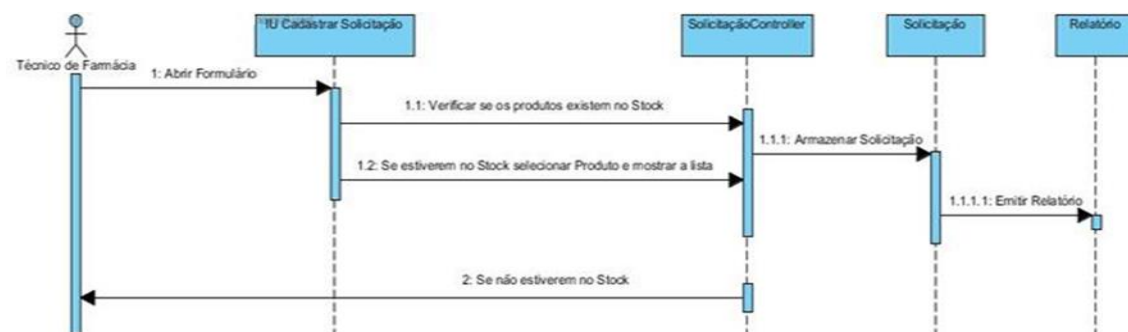 IU Cadastrar Solicitação
SolicitaçãoController
Solicitação
Relatório
Técnico de Farmácia
1: Abrir Formulário
1.1: Verificar se os produtos existem no Stock
1.1.1: Armazenar Solicitação
1.2: Se estiverem no Stock selecionar Produto e mostrar a lista
1.1.1.1: Emitir Relatório
2: Se não estiverem no Stock